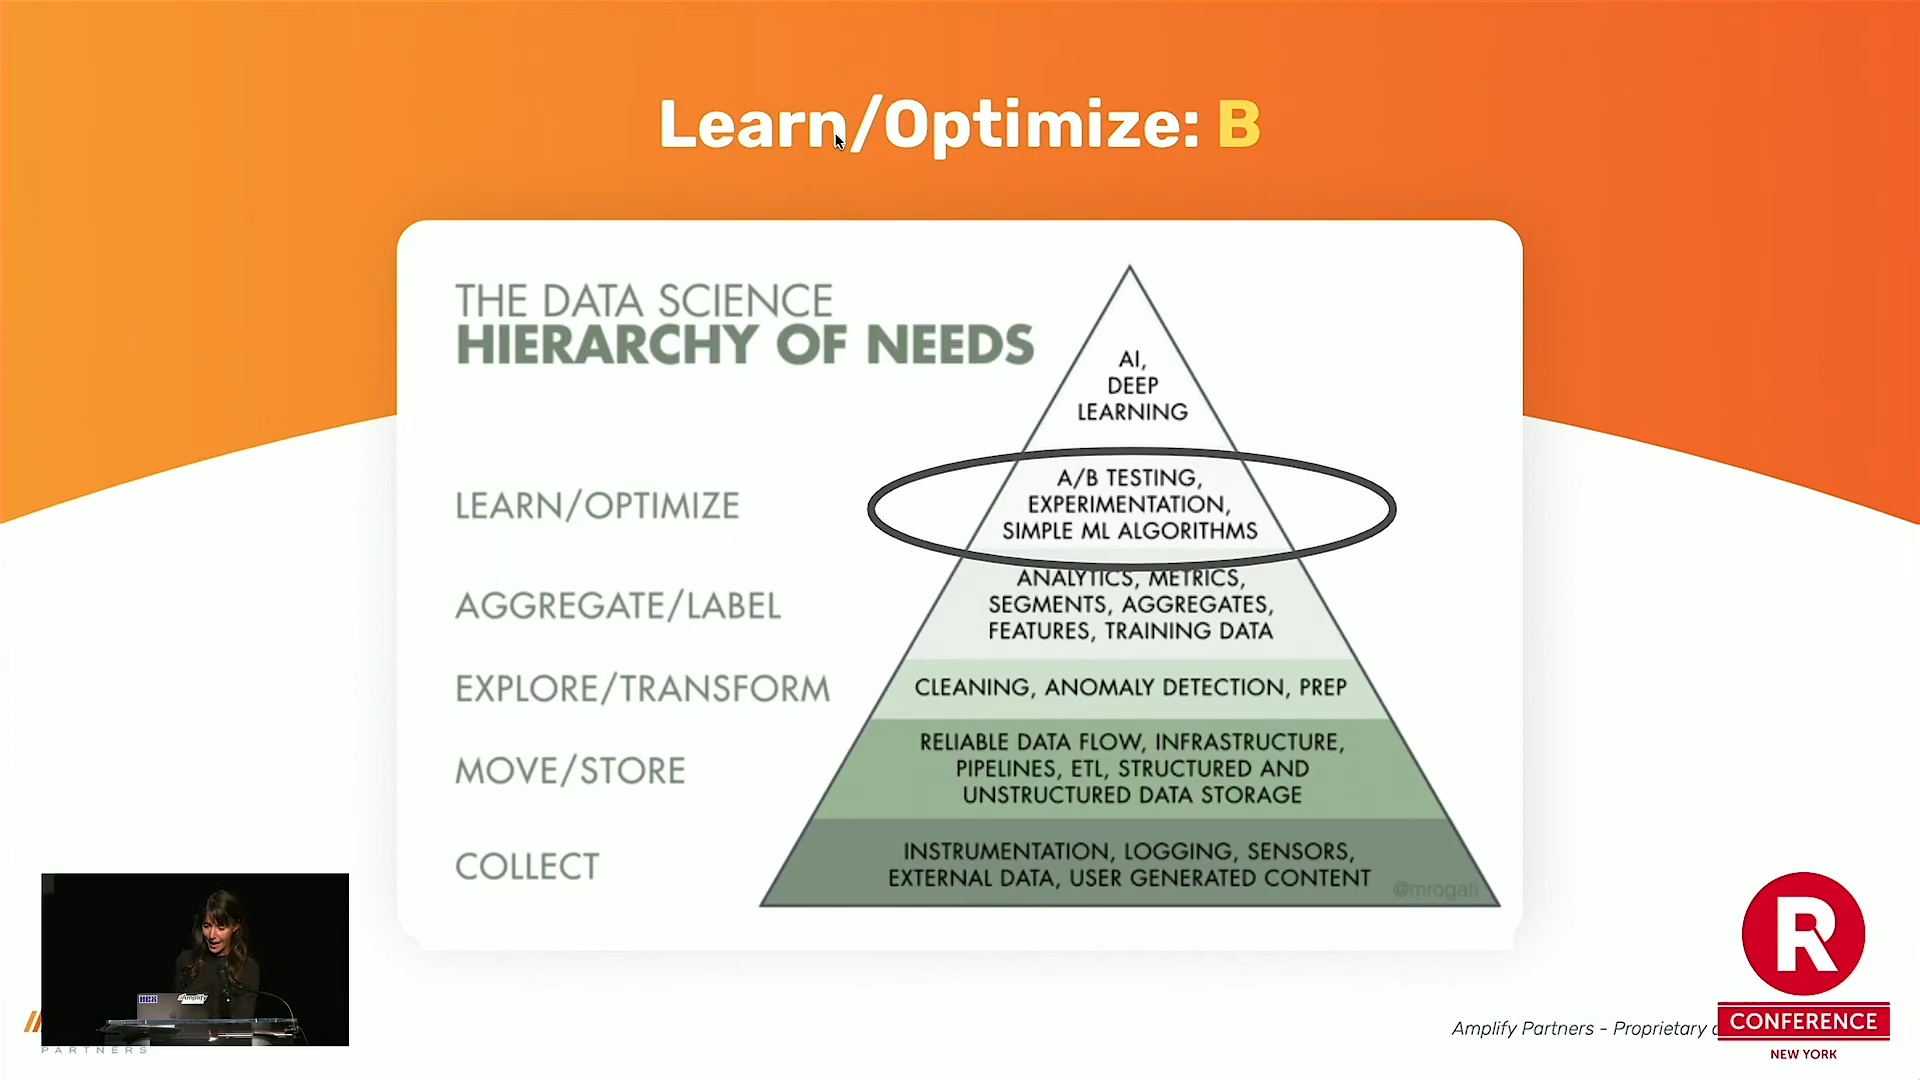 Learn/Optimize: B
THE DATA SCIENCE
HIERARCHY OF NEEDS
AI,
DEEP
LEARNING
LEARN/OPTIMIZE
A/B TESTING,
EXPERIMENTATION,
SIMPLE ML ALGORITHMS
AGGREGATE/LABEL
ANALYTICS, METRICS,
SEGMENTS, AGGREGATES,
FEATURES, TRAINING DATA
EXPLORE/TRANSFORM
CLEANING, ANOMALY DETECTION, PREP
MOVE/STORE
RELIABLE DATA FLOW, INFRASTRUCTURE,
PIPELINES, ETL, STRUCTURED AND
UNSTRUCTURED DATA STORAGE
COLLECT
INSTRUMENTATION, LOGGING, SENSORS,
EXTERNAL DATA, USER GENERATED CONTENT
@mrogati
HEX
Amplify
PARTNERS
Amplify Partners - Proprietary
R
CONFERENCE
NEW YORK